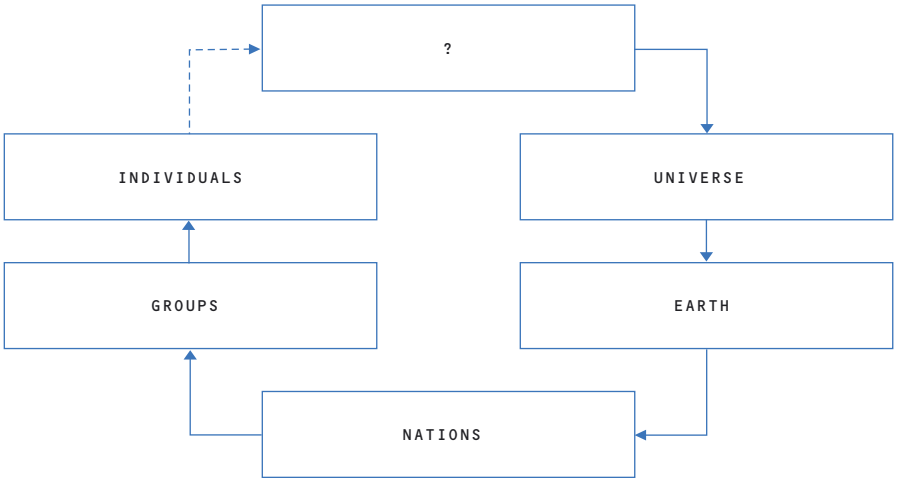 ?
INDIVIDUALS
UNIVERSE
GROUPS
EARTH
NATIONS